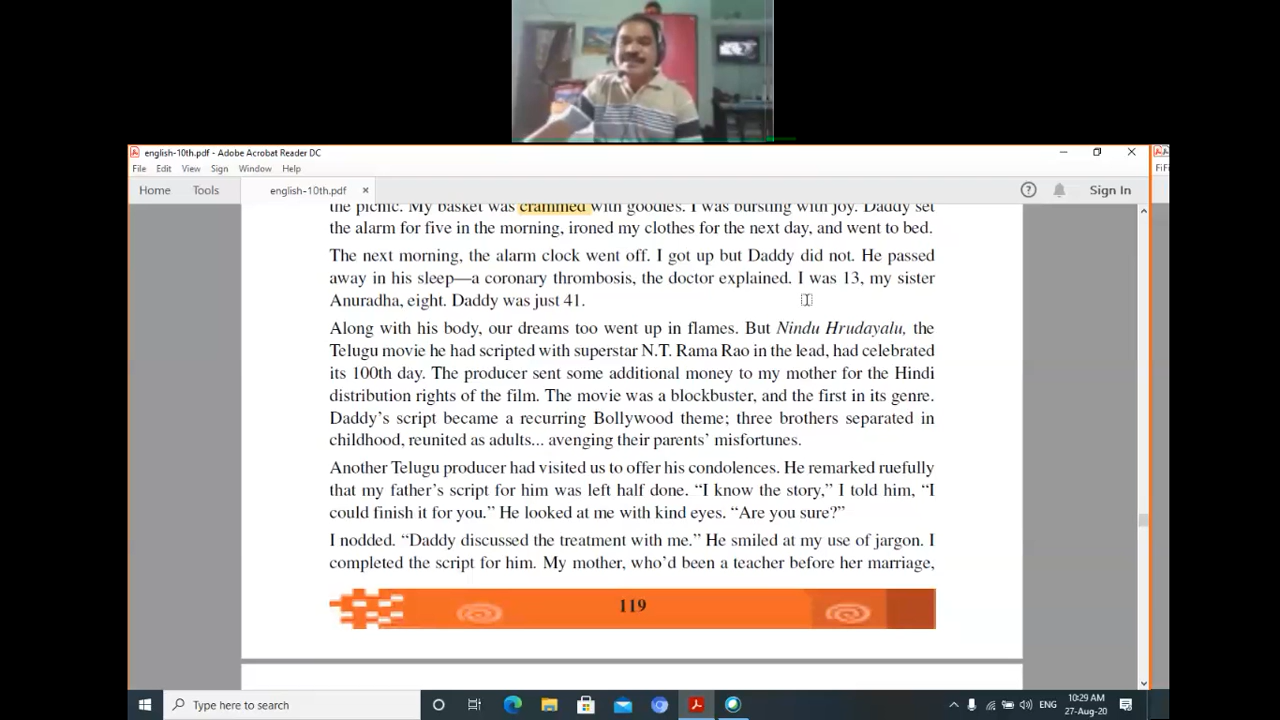 english-10th.pdf - Adobe Acrobat Reader DC
File Edit View Sign Window Help
Home Tools english-10th.pdf × Sign In
the picnic. My basket was crammed with goodies. I was bursting with joy. Daddy set
the alarm for five in the morning, ironed my clothes for the next day, and went to bed.
The next morning, the alarm clock went off. I got up but Daddy did not. He passed
away in his sleep—a coronary thrombosis, the doctor explained. I was 13, my sister
Anuradha, eight. Daddy was just 41.
Along with his body, our dreams too went up in flames. But Nindu Hrudayalu, the
Telugu movie he had scripted with superstar N.T. Rama Rao in the lead, had celebrated
its 100th day. The producer sent some additional money to my mother for the Hindi
distribution rights of the film. The movie was a blockbuster, and the first in its genre.
Daddy's script became a recurring Bollywood theme; three brothers separated in
childhood, reunited as adults... avenging their parents' misfortunes.
Another Telugu producer had visited us to offer his condolences. He remarked ruefully
that my father's script for him was left half done. “I know the story,” I told him, “I
could finish it for you.” He looked at me with kind eyes. “Are you sure?”
I nodded. “Daddy discussed the treatment with me.” He smiled at my use of jargon. I
completed the script for him. My mother, who'd been a teacher before her marriage,
119
Type here to search
ENG
10:29 AM
27-Aug-20